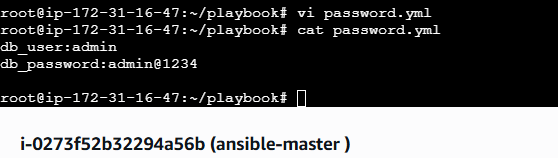 root@ip-172-31-16-47:~/playbook# vi password.yml
root@ip-172-31-16-47:~/playbook# cat password.yml
db_user:admin
db_password:admin@1234
root@ip-172-31-16-47:~/playbook#
i-0273f52b32294a56b (ansible-master )